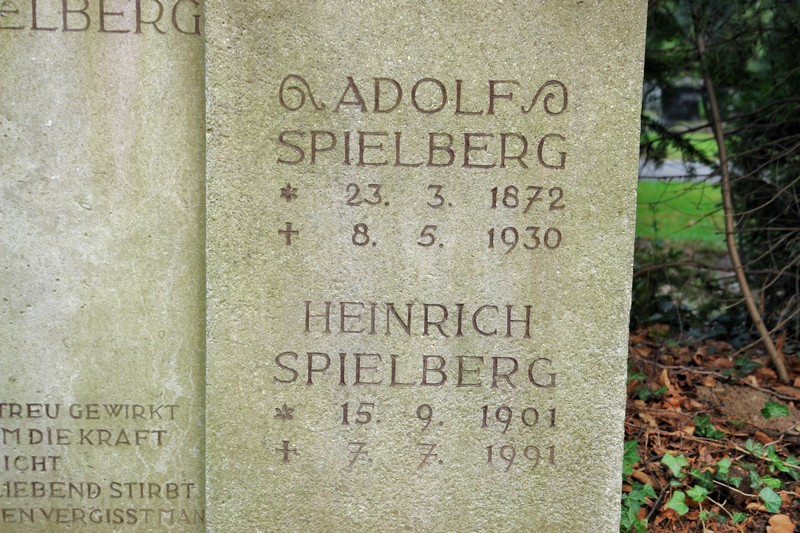 ELBERG
ADOLF
SPIELBERG
* 23. 3. 1872
† 8. 5. 1930
HEINRICH
SPIELBERG
* 15. 9. 1901
† 7. 7. 1991
TREU GEWIRKT
M DIE KRAFT
ICHT
IEBEND STIRBT
EN VERGISST MAN